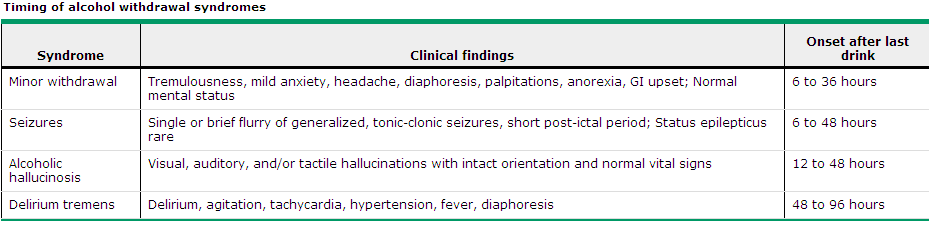 Timing of alcohol withdrawal syndromes
Syndrome
Clinical findings
Onset after last
drink
Minor withdrawal
Tremulousness, mild anxiety, headache, diaphoresis, palpitations, anorexia, GI upset; Normal
mental status
6 to 36 hours
Seizures
Single or brief flurry of generalized, tonic-clonic seizures, short post-ictal period; Status epilepticus
rare
6 to 48 hours
Alcoholic
hallucinosis
Visual, auditory, and/or tactile hallucinations with intact orientation and normal vital signs
12 to 48 hours
Delirium tremens
Delirium, agitation, tachycardia, hypertension, fever, diaphoresis
48 to 96 hours